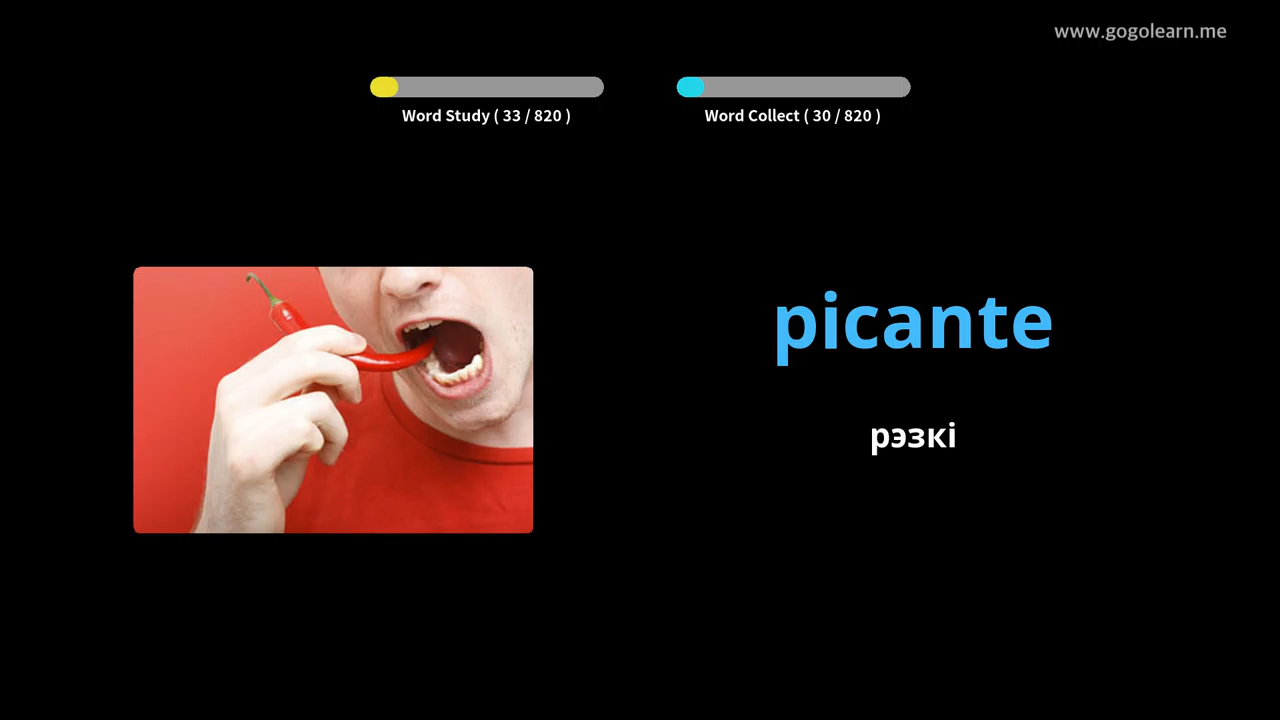 www.gogolearn.me
Word Study ( 33 / 820 )
Word Collect ( 30 / 820 )
picante
рэзкі